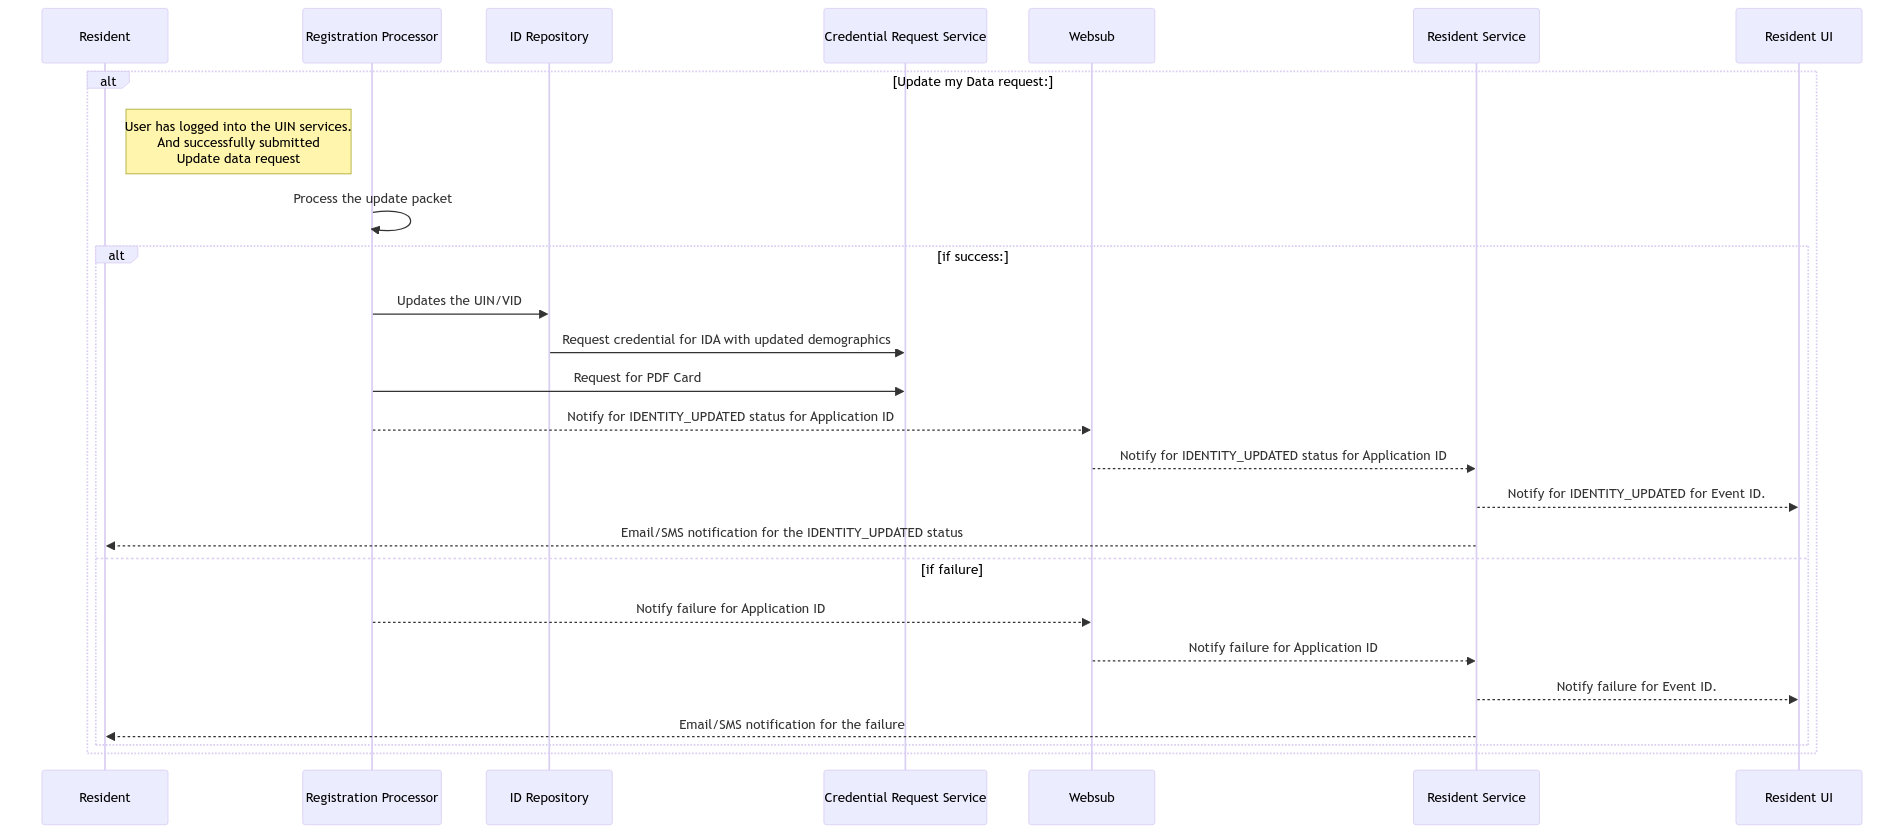 Resident
Registration Processor
ID Repository
Credential Request Service
Websub
Resident Service
Resident UI
alt
[Update my Data request:]
User has logged into the UIN services.
And successfully submitted
Update data request
Process the update packet
alt
[if success:]
Updates the UIN/VID
Request credential for IDA with updated demographics
Request for PDF Card
Notify for IDENTITY_UPDATED status for Application ID
Notify for IDENTITY_UPDATED status for Application ID
Notify for IDENTITY_UPDATED for Event ID.
Email/SMS notification for the IDENTITY_UPDATED status
[if failure]
Notify failure for Application ID
Notify failure for Application ID
Notify failure for Event ID.
Email/SMS notification for the failure
Resident
Registration Processor
ID Repository
Credential Request Service
Websub
Resident Service
Resident UI